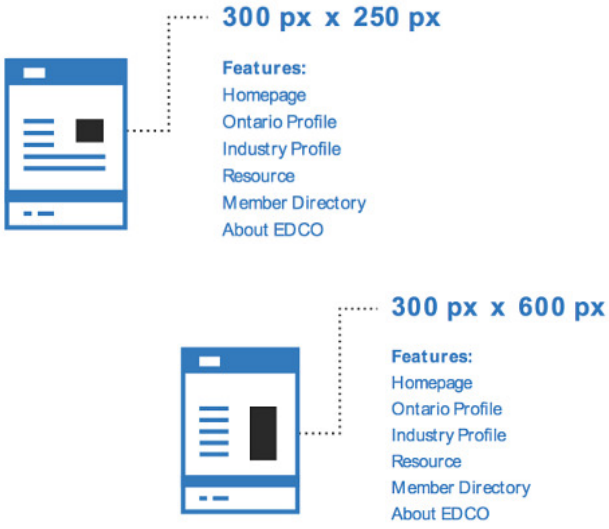 300 px x 250 px
Features:
Homepage
Ontario Profile
Industry Profile
Resource
Member Directory
About EDCO
300 px x 600 px
Features:
Homepage
Ontario Profile
Industry Profile
Resource
Member Directory
About EDCO